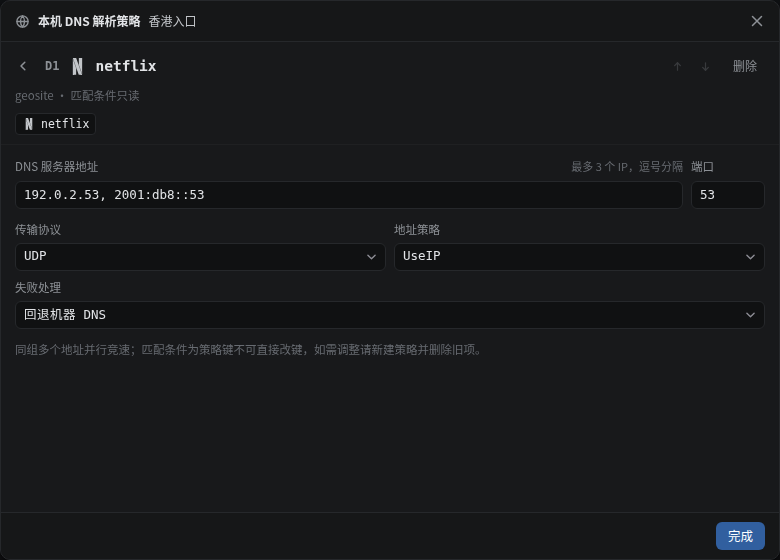 本机 DNS 解析策略 香港入口
D1 netflix ↑ ↓ 删除
geosite • 匹配条件只读
netflix
DNS 服务器地址 最多 3 个 IP，逗号分隔 端口
192.0.2.53, 2001:db8::53 53
传输协议 地址策略
UDP UseIP
失败处理
回退机器 DNS
同组多个地址并行竞速；匹配条件为策略键不可直接改键，如需调整请新建策略并删除旧项。
完成